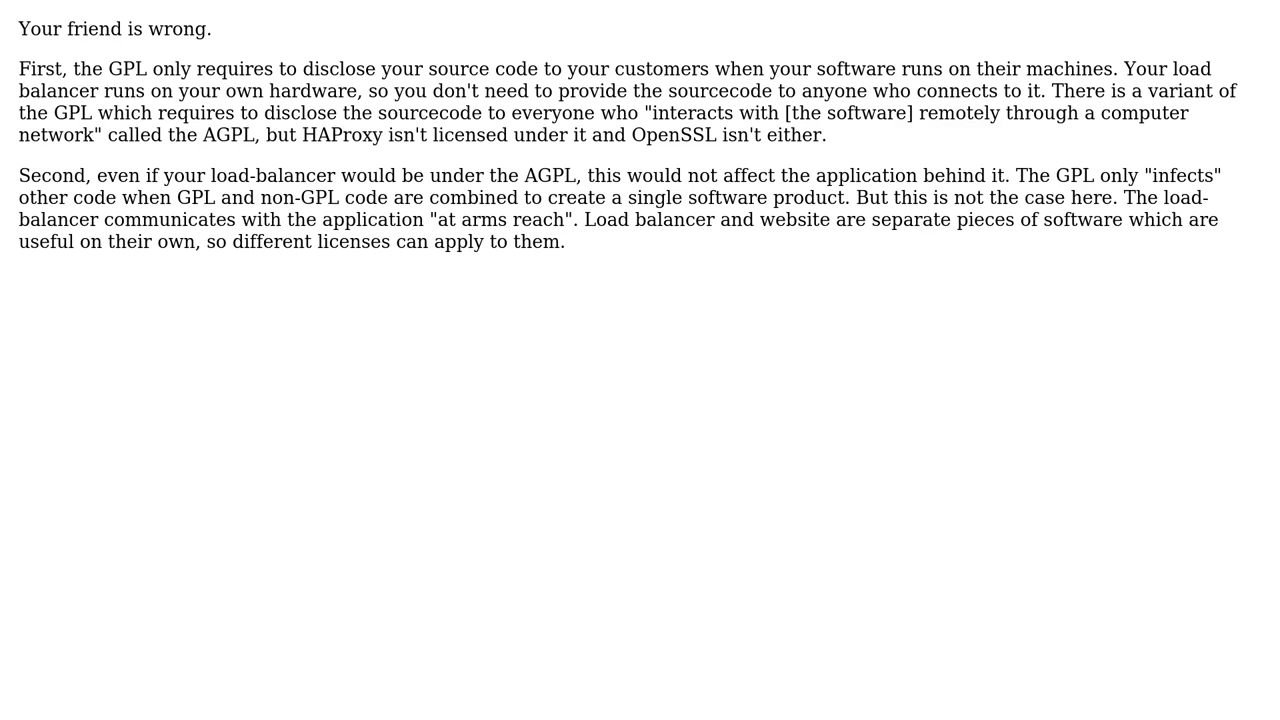 Your friend is wrong.
First, the GPL only requires to disclose your source code to your customers when your software runs on their machines. Your load
balancer runs on your own hardware, so you don't need to provide the sourcecode to anyone who connects to it. There is a variant of
the GPL which requires to disclose the sourcecode to everyone who "interacts with [the software] remotely through a computer
network" called the AGPL, but HAProxy isn't licensed under it and OpenSSL isn't either.
Second, even if your load-balancer would be under the AGPL, this would not affect the application behind it. The GPL only "infects"
other code when GPL and non-GPL code are combined to create a single software product. But this is not the case here. The load-
balancer communicates with the application "at arms reach". Load balancer and website are separate pieces of software which are
useful on their own, so different licenses can apply to them.